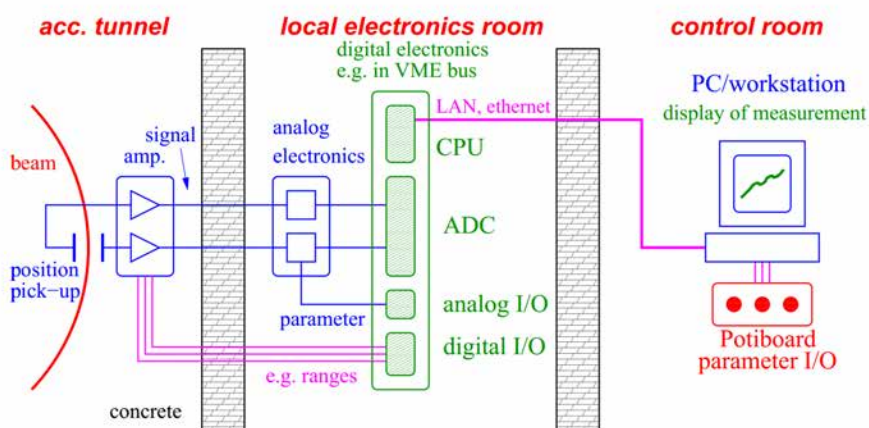 acc. tunnel
local electronics room
control room
digital electronics
e.g. in VME bus
PC/workstation
display of measurement
LAN, ethernet
signal
amp.
analog
electronics
beam
CPU
ADC
position
pick−up
parameter
analog I/O
digital I/O
e.g. ranges
Potiboard
parameter I/O
concrete